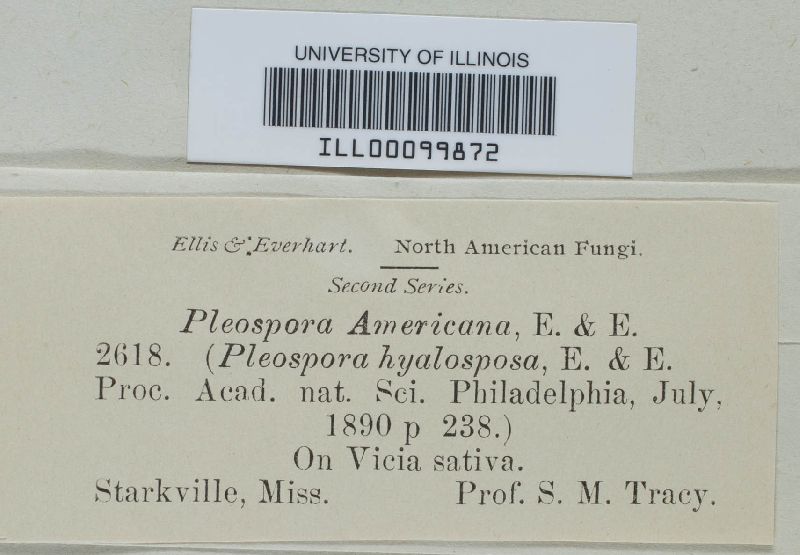 UNIVERSITY OF ILLINOIS
ILL00099872
Ellis & Everhart. North American Fungi.
Second Series.
Pleospora Americana, E. & E.
2618. (Pleospora hyalosposa, E. & E.
Proc. Acad. nat. Sci. Philadelphia, July,
1890 p 238.)
On Vicia sativa.
Starkville, Miss. Prof. S. M. Tracy.